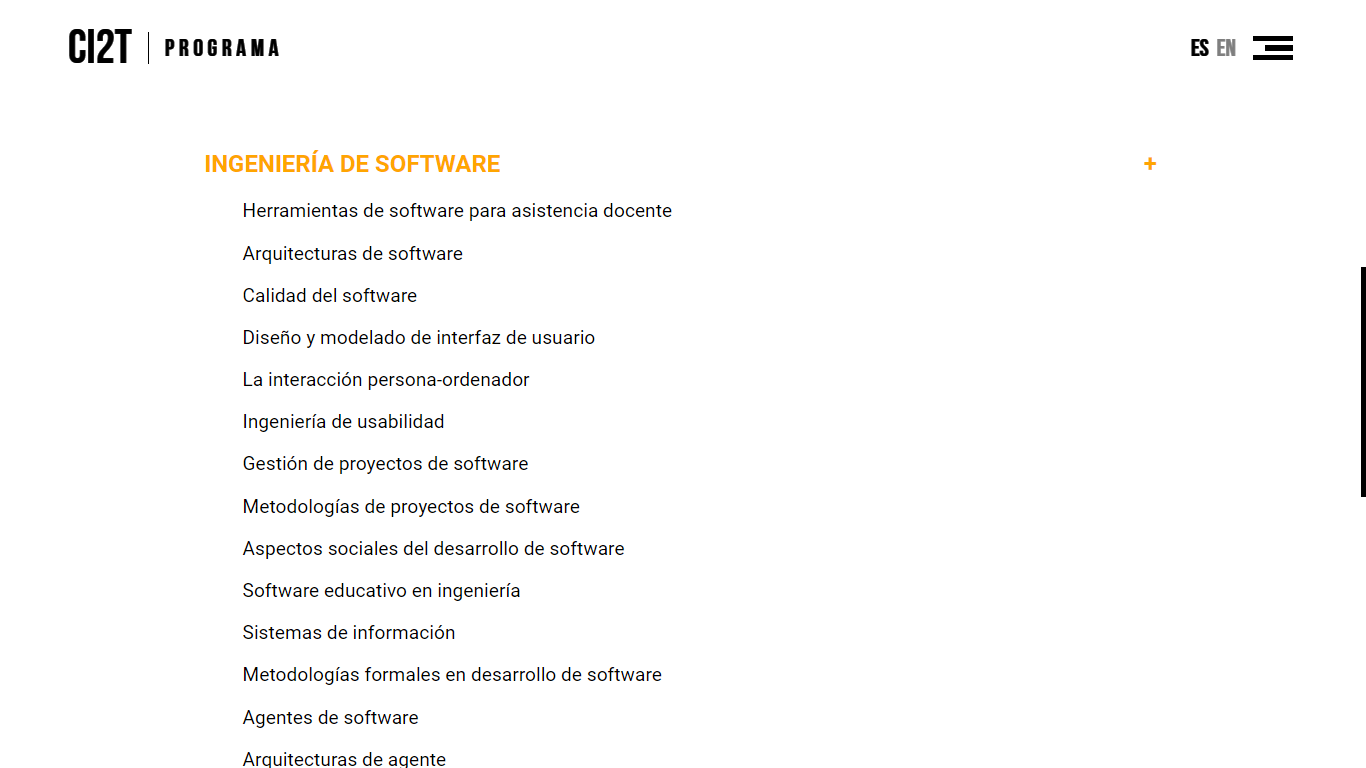 CI2T | PROGRAMA
ES EN
INGENIERÍA DE SOFTWARE +
Herramientas de software para asistencia docente
Arquitecturas de software
Calidad del software
Diseño y modelado de interfaz de usuario
La interacción persona-ordenador
Ingeniería de usabilidad
Gestión de proyectos de software
Metodologías de proyectos de software
Aspectos sociales del desarrollo de software
Software educativo en ingeniería
Sistemas de información
Metodologías formales en desarrollo de software
Agentes de software
Arquitecturas de agente